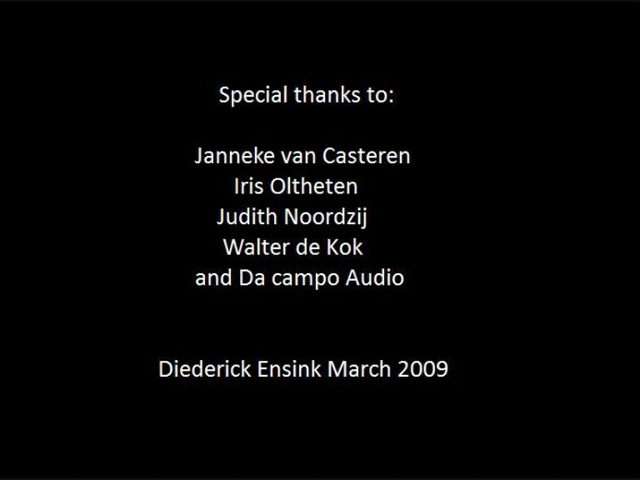 Special thanks to:
Janneke van Casteren
Iris Oltheten
Judith Noordzij
Walter de Kok
and Da campo Audio
Diederick Ensink March 2009